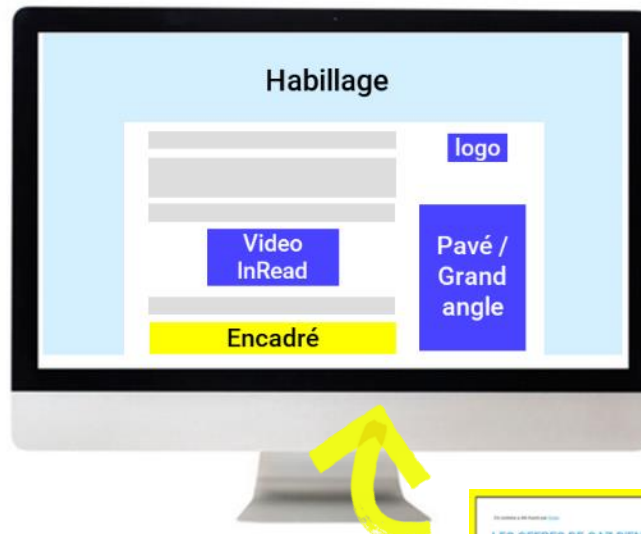 Habillage
logo
Video
InRead
Pavé /
Grand
angle
Encadré